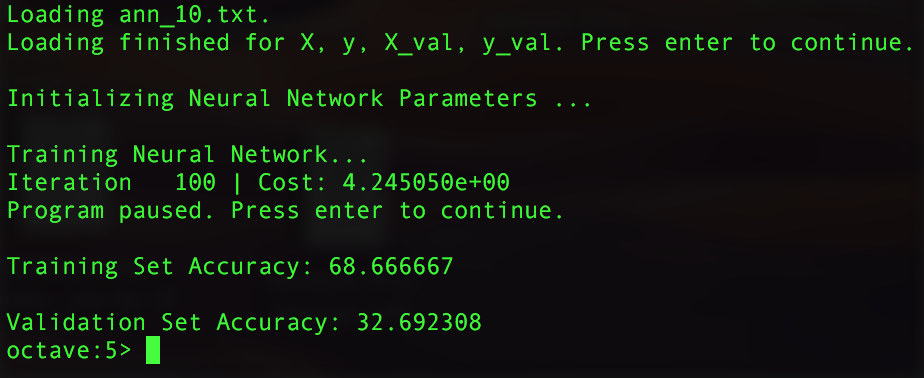 Loading ann_10.txt.
Loading finished for X, y, X_val, y_val. Press enter to continue.
Initializing Neural Network Parameters ...
Training Neural Network...
Iteration   100 | Cost: 4.245050e+00
Program paused. Press enter to continue.
Training Set Accuracy: 68.666667
Validation Set Accuracy: 32.692308
octave:5>